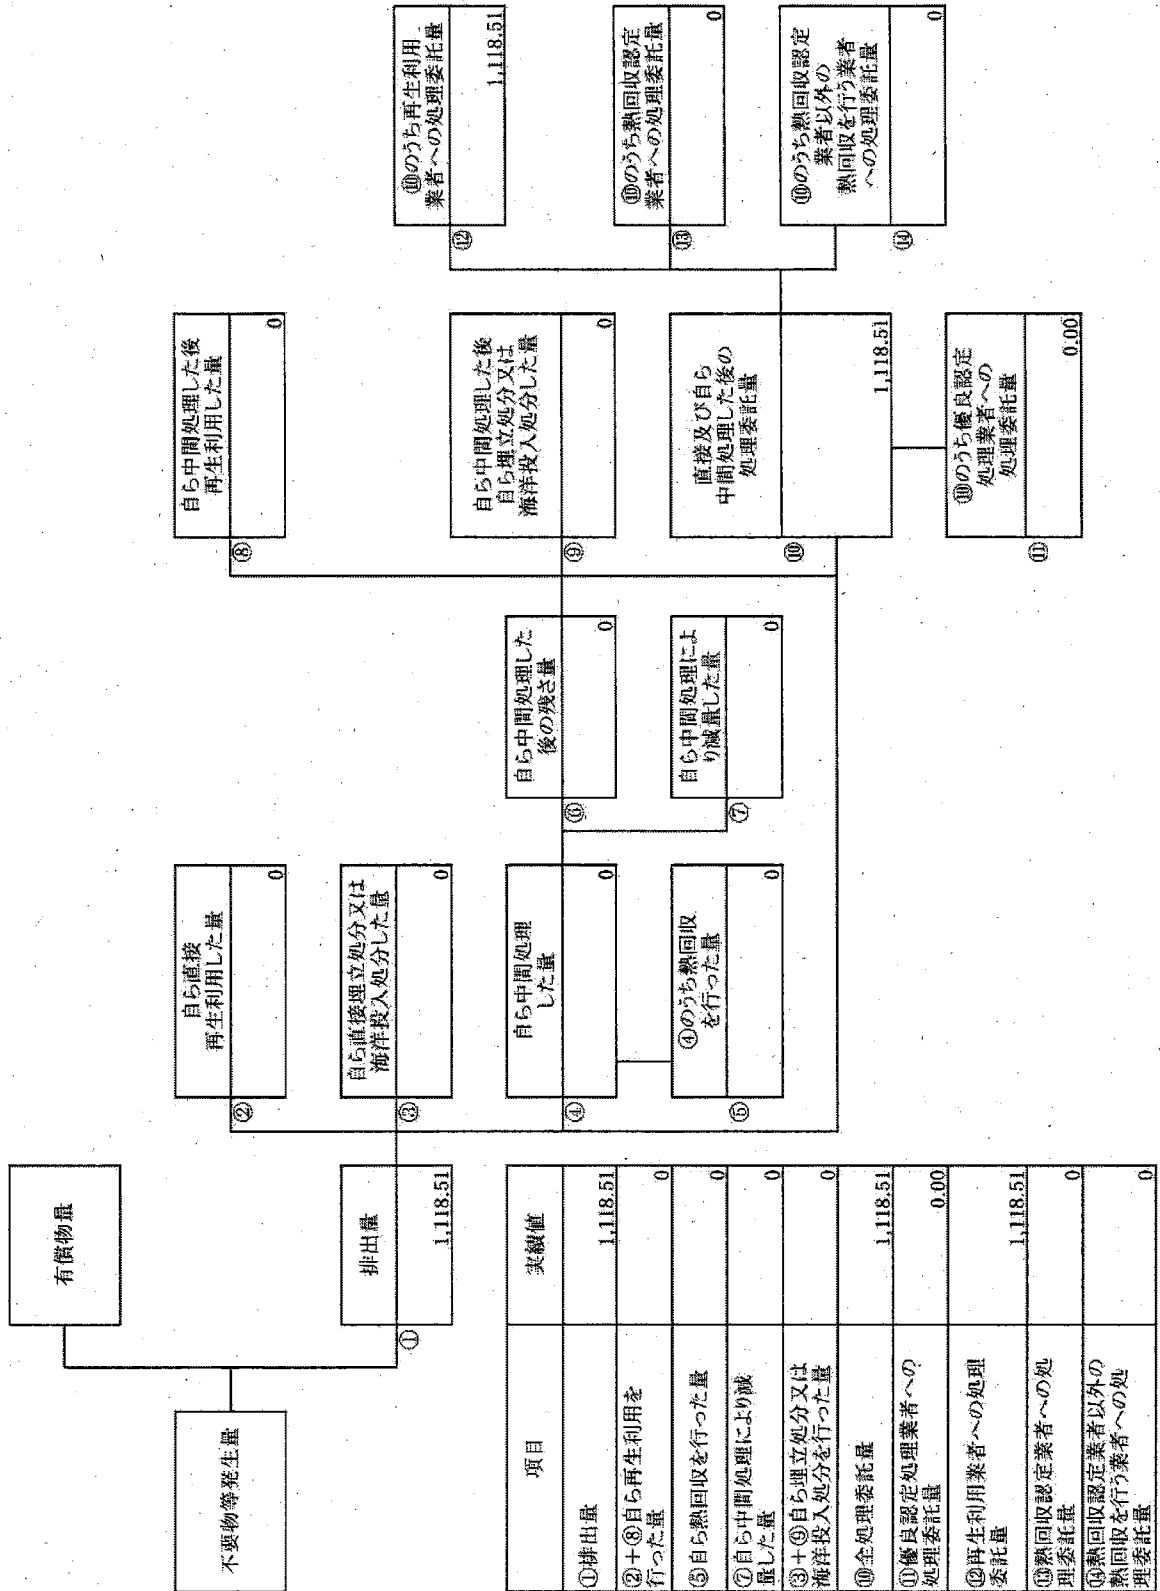 不要物等発生量
有償物量
①
排出量
1,118.51
②
自ら直接
再生利用した量
0
③
自ら直接埋立処分又は
海洋投入処分した量
0
④
自ら中間処理
した量
0
⑤
④のうち熱回収
を行った量
0
⑥
自ら中間処理した
後の残さ量
0
⑦
自ら中間処理によ
り減量した量
0
⑧
自ら中間処理した後
再生利用した量
0
⑨
自ら中間処理した後
自ら埋立処分又は
海洋投入処分した量
0
⑩
直接及び自ら
中間処理した後の
処理委託量
1,118.51
⑪
⑩のうち優良認定
処理業者への
処理委託量
0.00
⑫
⑩のうち再生利用
業者への処理委託量
1,118.51
⑬
⑩のうち熱回収認定
業者への処理委託量
0
⑭
⑩のうち熱回収認定
業者以外の
熱回収を行う業者
への処理委託量
0
項目 実績値
①排出量 1,118.51
②+⑧自ら再生利用を
行った量 0
⑤自ら熱回収を行った量 0
⑦自ら中間処理により減
量した量 0
③+⑨自ら埋立処分又は
海洋投入処分を行った量 0
⑩全処理委託量 1,118.51
⑪優良認定処理業者への
処理委託量 0.00
⑫再生利用業者への処理
委託量 1,118.51
⑬熱回収認定業者への処
理委託量 0
⑭熱回収認定業者以外の
熱回収を行う業者への処
理委託量 0